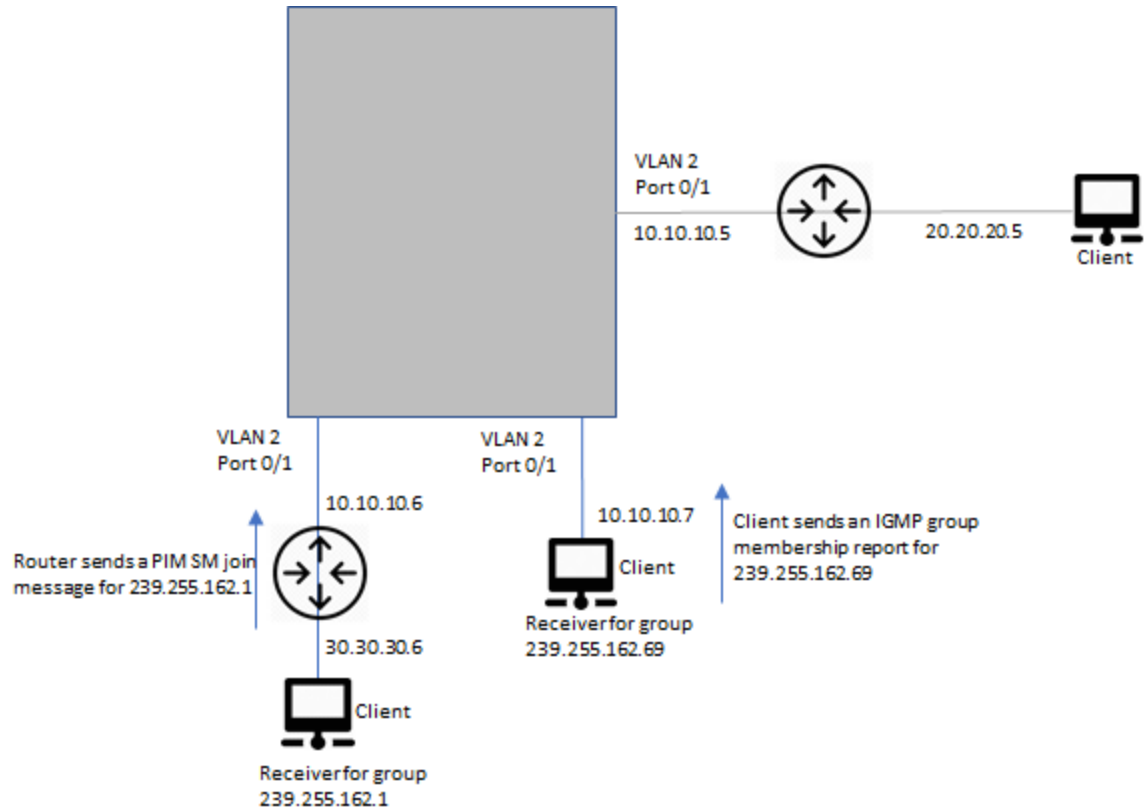 VLAN 2
Port 0/1
10.10.10.5
20.20.20.5
Client
VLAN 2
Port 0/1
VLAN 2
Port 0/1
10.10.10.6
10.10.10.7
Client sends an IGMP group
membership report for
239.255.162.69
Router sends a PIM SM join
message for 239.255.162.1
Client
Receiver for group
239.255.162.69
30.30.30.6
Client
Receiver for group
239.255.162.1